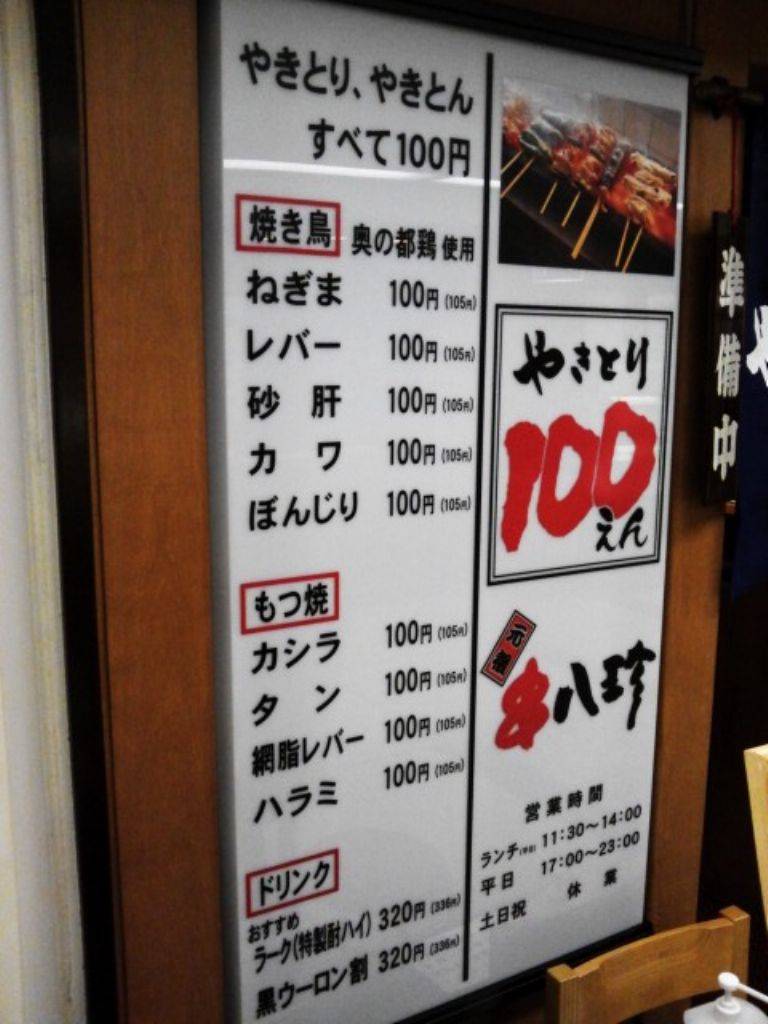 やきとり、やきとん
すべて100円
焼き鳥 奥の都鶏 使用
ねぎま 100円(105円)
レバー 100円(105円)
砂肝 100円(105円)
カワ 100円(105円)
ぼんじり 100円(105円)
もつ焼
カシラ 100円(105円)
タン 100円(105円)
網脂レバー 100円(105円)
ハラミ 100円(105円)
ドリンク
おすすめ
ラーク(特製酎ハイ) 320円(336円)
黒ウーロン割 320円(336円)
やきとり
100
えん
元祖
串八珍
営業時間
ランチ(平日) 11:30～14:00
平日 17:00～23:00
土日祝 休業
準備中
や